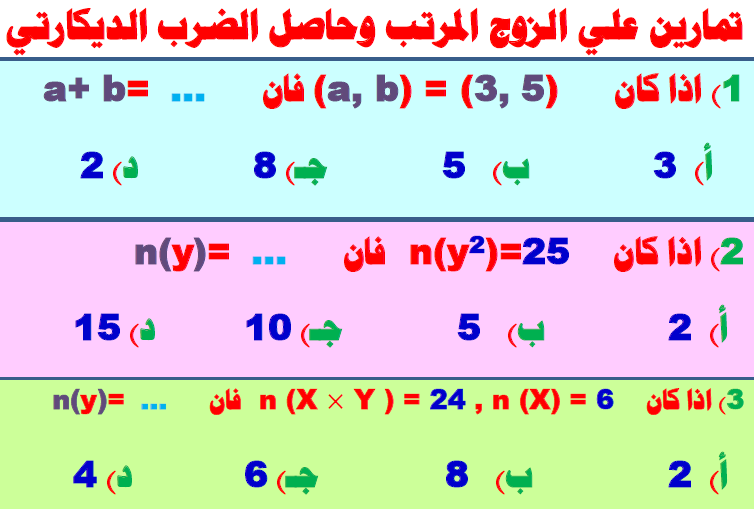 تمارين علي الزوج المرتب وحاصل الضرب الديكارتي
1) اذا كان (a, b) = (3, 5) فان a+ b= ...
أ) 3 ب) 5 جـ) 8 د) 2
2) اذا كان n(y²)=25 فان n(y)= ...
أ) 2 ب) 5 جـ) 10 د) 15
3) اذا كان n (X × Y ) = 24 , n (X) = 6 فان n(y)= ...
أ) 2 ب) 8 جـ) 6 د) 4